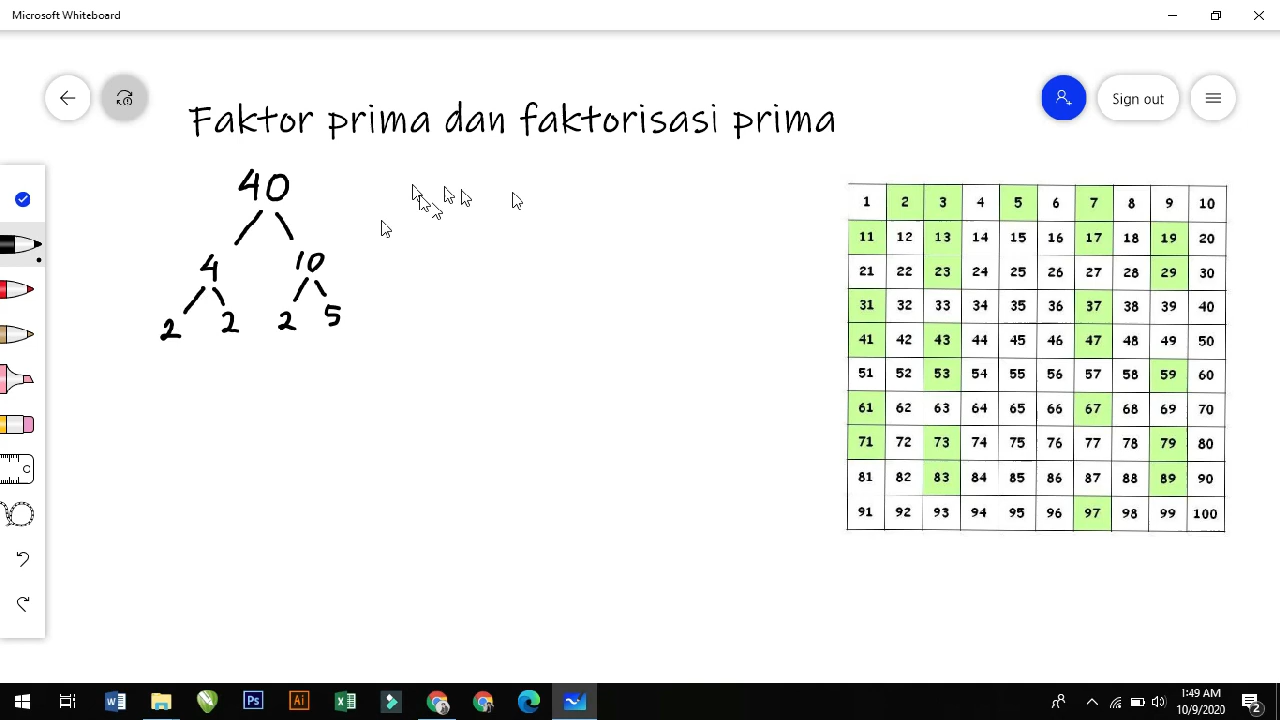 Microsoft Whiteboard
Sign out
Faktor prima dan faktorisasi prima
40
4 10
2 2 2 5
1 2 3 4 5 6 7 8 9 10
11 12 13 14 15 16 17 18 19 20
21 22 23 24 25 26 27 28 29 30
31 32 33 34 35 36 37 38 39 40
41 42 43 44 45 46 47 48 49 50
51 52 53 54 55 56 57 58 59 60
61 62 63 64 65 66 67 68 69 70
71 72 73 74 75 76 77 78 79 80
81 82 83 84 85 86 87 88 89 90
91 92 93 94 95 96 97 98 99 100
C
Ps
Ai
1:49 AM
10/9/2020
2